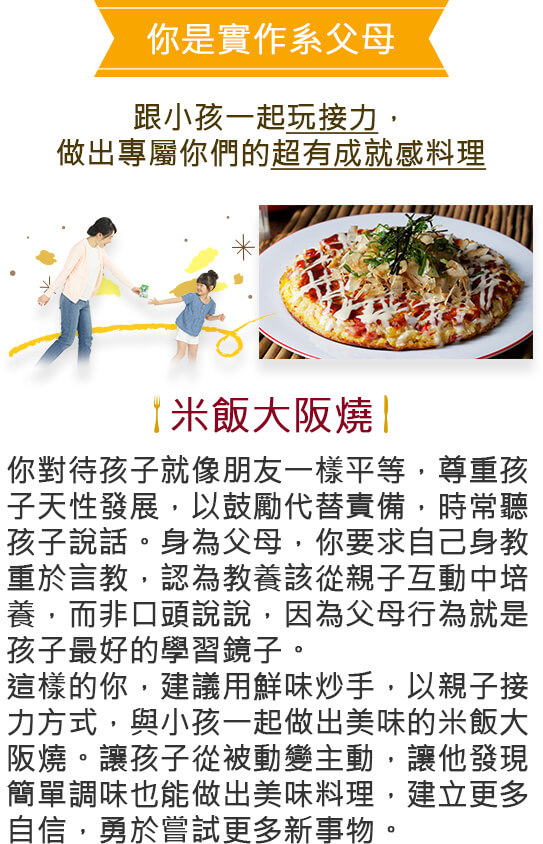 你是實作系父母
跟小孩一起玩接力，
做出專屬你們的超有成就感料理
米飯大阪燒
你對待孩子就像朋友一樣平等，尊重孩
子天性發展，以鼓勵代替責備，時常聽
孩子說話。身為父母，你要求自己身教
重於言教，認為教養該從親子互動中培
養，而非口頭說說，因為父母行為就是
孩子最好的學習鏡子。
這樣的你，建議用鮮味炒手，以親子接
力方式，與小孩一起做出美味的米飯大
阪燒。讓孩子從被動變主動，讓他發現
簡單調味也能做出美味料理，建立更多
自信，勇於嘗試更多新事物。